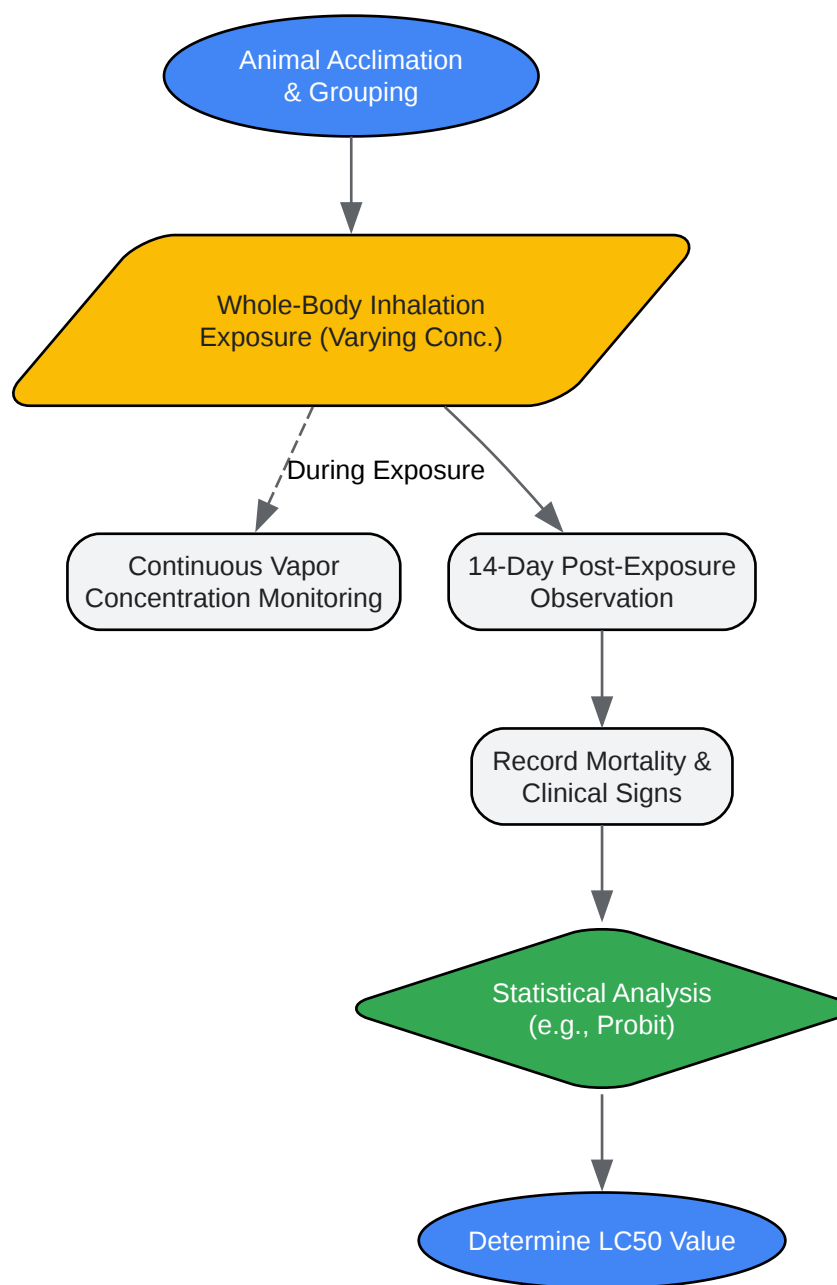 Animal Acclimation
& Grouping
Whole-Body Inhalation
Exposure (Varying Conc.)
During Exposure
Continuous Vapor
Concentration Monitoring
14-Day Post-Exposure
Observation
Record Mortality &
Clinical Signs
Statistical Analysis
(e.g., Probit)
Determine LC50 Value